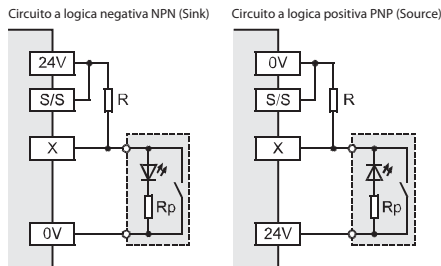 Circuito a logica negativa NPN (Sink)
24V
S/S
R
X
Rp
0V
Circuito a logica positiva PNP (Source)
0V
S/S
R
X
Rp
24V